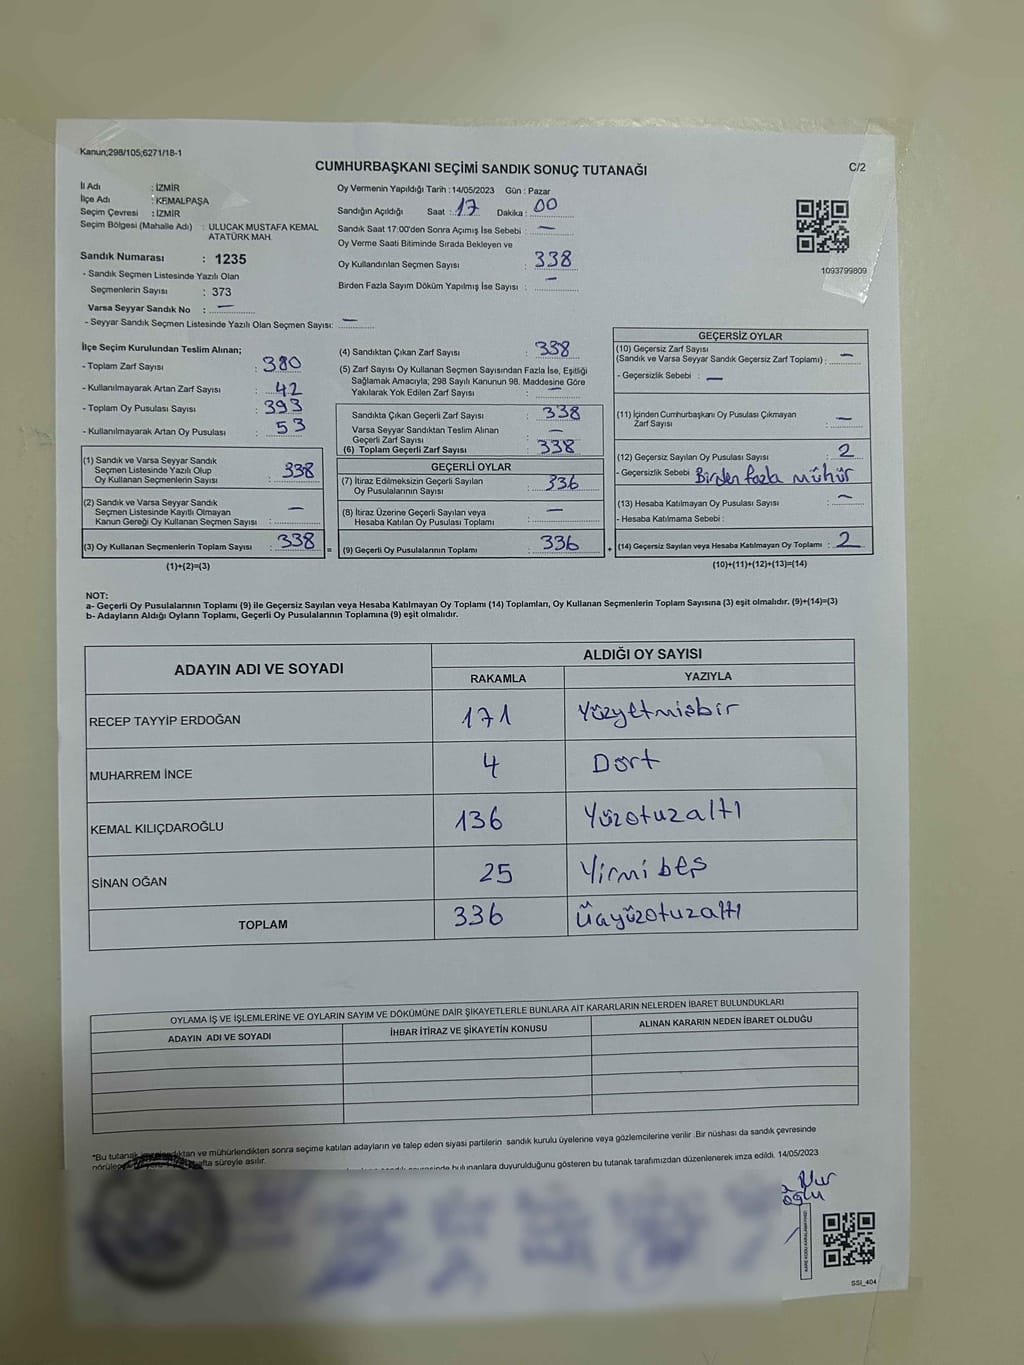 Kanun;298/105;6271/18-1
CUMHURBAŞKANI SEÇİMİ SANDIK SONUÇ TUTANAĞI
C/2
İl Adı : İZMİR
İlçe Adı : KEMALPAŞA
Seçim Çevresi : İZMİR
Seçim Bölgesi (Mahalle Adı) : ULUCAK MUSTAFA KEMAL
ATATÜRK MAH.
Sandık Numarası : 1235
- Sandık Seçmen Listesinde Yazılı Olan
Seçmenlerin Sayısı : 373
Varsa Seyyar Sandık No : —
- Seyyar Sandık Seçmen Listesinde Yazılı Olan Seçmen Sayısı: —
Oy Vermenin Yapıldığı Tarih : 14/05/2023 Gün : Pazar
Sandığın Açıldığı Saat : 17 Dakika : 00
Sandık Saat 17:00'den Sonra Açımış İse Sebebi : —
Oy Verme Saati Bitiminde Sırada Bekleyen ve
Oy Kullandırılan Seçmen Sayısı : 338
Birden Fazla Sayım Döküm Yapılmış İse Sayısı : —
1093799809
İlçe Seçim Kurulundan Teslim Alınan;
- Toplam Zarf Sayısı : 380
- Kullanılmayarak Artan Zarf Sayısı : 42
- Toplam Oy Pusulası Sayısı : 393
- Kullanılmayarak Artan Oy Pusulası : 53
(1) Sandık ve Varsa Seyyar Sandık
Seçmen Listesinde Yazılı Olup
Oy Kullanan Seçmenlerin Sayısı : 338
(2) Sandık ve Varsa Seyyar Sandık
Seçmen Listesinde Kayıtlı Olmayan
Kanun Gereği Oy Kullanan Seçmen Sayısı : —
(3) Oy Kullanan Seçmenlerin Toplam Sayısı : 338 =
(1)+(2)=(3)
(4) Sandıktan Çıkan Zarf Sayısı : 338
(5) Zarf Sayısı Oy Kullanan Seçmen Sayısından Fazla İse, Eşitliği
Sağlamak Amacıyla; 298 Sayılı Kanunun 98. Maddesine Göre
Yakılarak Yok Edilen Zarf Sayısı : —
Sandıkta Çıkan Geçerli Zarf Sayısı : 338
Varsa Seyyar Sandıktan Teslim Alınan
Geçerli Zarf Sayısı : —
(6) Toplam Geçerli Zarf Sayısı : 338
GEÇERLİ OYLAR
(7) İtiraz Edilmeksizin Geçerli Sayılan
Oy Pusulalarının Sayısı : 336
(8) İtiraz Üzerine Geçerli Sayılan veya
Hesaba Katılan Oy Pusulası Toplamı : —
(9) Geçerli Oy Pusulalarının Toplamı : 336 +
GEÇERSİZ OYLAR
(10) Geçersiz Zarf Sayısı
(Sandık ve Varsa Seyyar Sandık Geçersiz Zarf Toplamı) : —
- Geçersizlik Sebebi : —
(11) İçinden Cumhurbaşkanı Oy Pusulası Çıkmayan
Zarf Sayısı : —
(12) Geçersiz Sayılan Oy Pusulası Sayısı : 2
- Geçersizlik Sebebi : Birden fazla mühür
(13) Hesaba Katılmayan Oy Pusulası Sayısı : —
- Hesaba Katılmama Sebebi :
(14) Geçersiz Sayılan veya Hesaba Katılmayan Oy Toplamı : 2
(10)+(11)+(12)+(13)=(14)
NOT:
a- Geçerli Oy Pusulalarının Toplamı (9) ile Geçersiz Sayılan veya Hesaba Katılmayan Oy Toplamı (14) Toplamları, Oy Kullanan Seçmenlerin Toplam Sayısına (3) eşit olmalıdır. (9)+(14)=(3)
b- Adayların Aldığı Oyların Toplamı, Geçerli Oy Pusulalarının Toplamına (9) eşit olmalıdır.
ADAYIN ADI VE SOYADI ALDIĞI OY SAYISI
RAKAMLA YAZIYLA
RECEP TAYYİP ERDOĞAN 171 Yüzyetmişbir
MUHARREM İNCE 4 Dört
KEMAL KILIÇDAROĞLU 136 Yüzotuzaltı
SİNAN OĞAN 25 Yirmi beş
TOPLAM 336 Üçyüzotuzaltı
OYLAMA İŞ VE İŞLEMLERİNE VE OYLARIN SAYIM VE DÖKÜMÜNE DAİR ŞİKAYETLERLE BUNLARA AİT KARARLARIN NELERDEN İBARET BULUNDUKLARI
ADAYIN ADI VE SOYADI İHBAR İTİRAZ VE ŞİKAYETİN KONUSU ALINAN KARARIN NEDEN İBARET OLDUĞU
*Bu tutanak ve mühürlendikten sonra seçime katılan adayların ve talep eden siyasi partilerin sandık kurulu üyelerine veya gözlemcilerine verilir. Bir nüshası da sandık çevresinde
süreyle asılır. bulunanlara duyurulduğunu gösteren bu tutanak tarafımızdan düzenlenerek imza edildi. 14/05/2023
Nur
oğlu
SSI_404